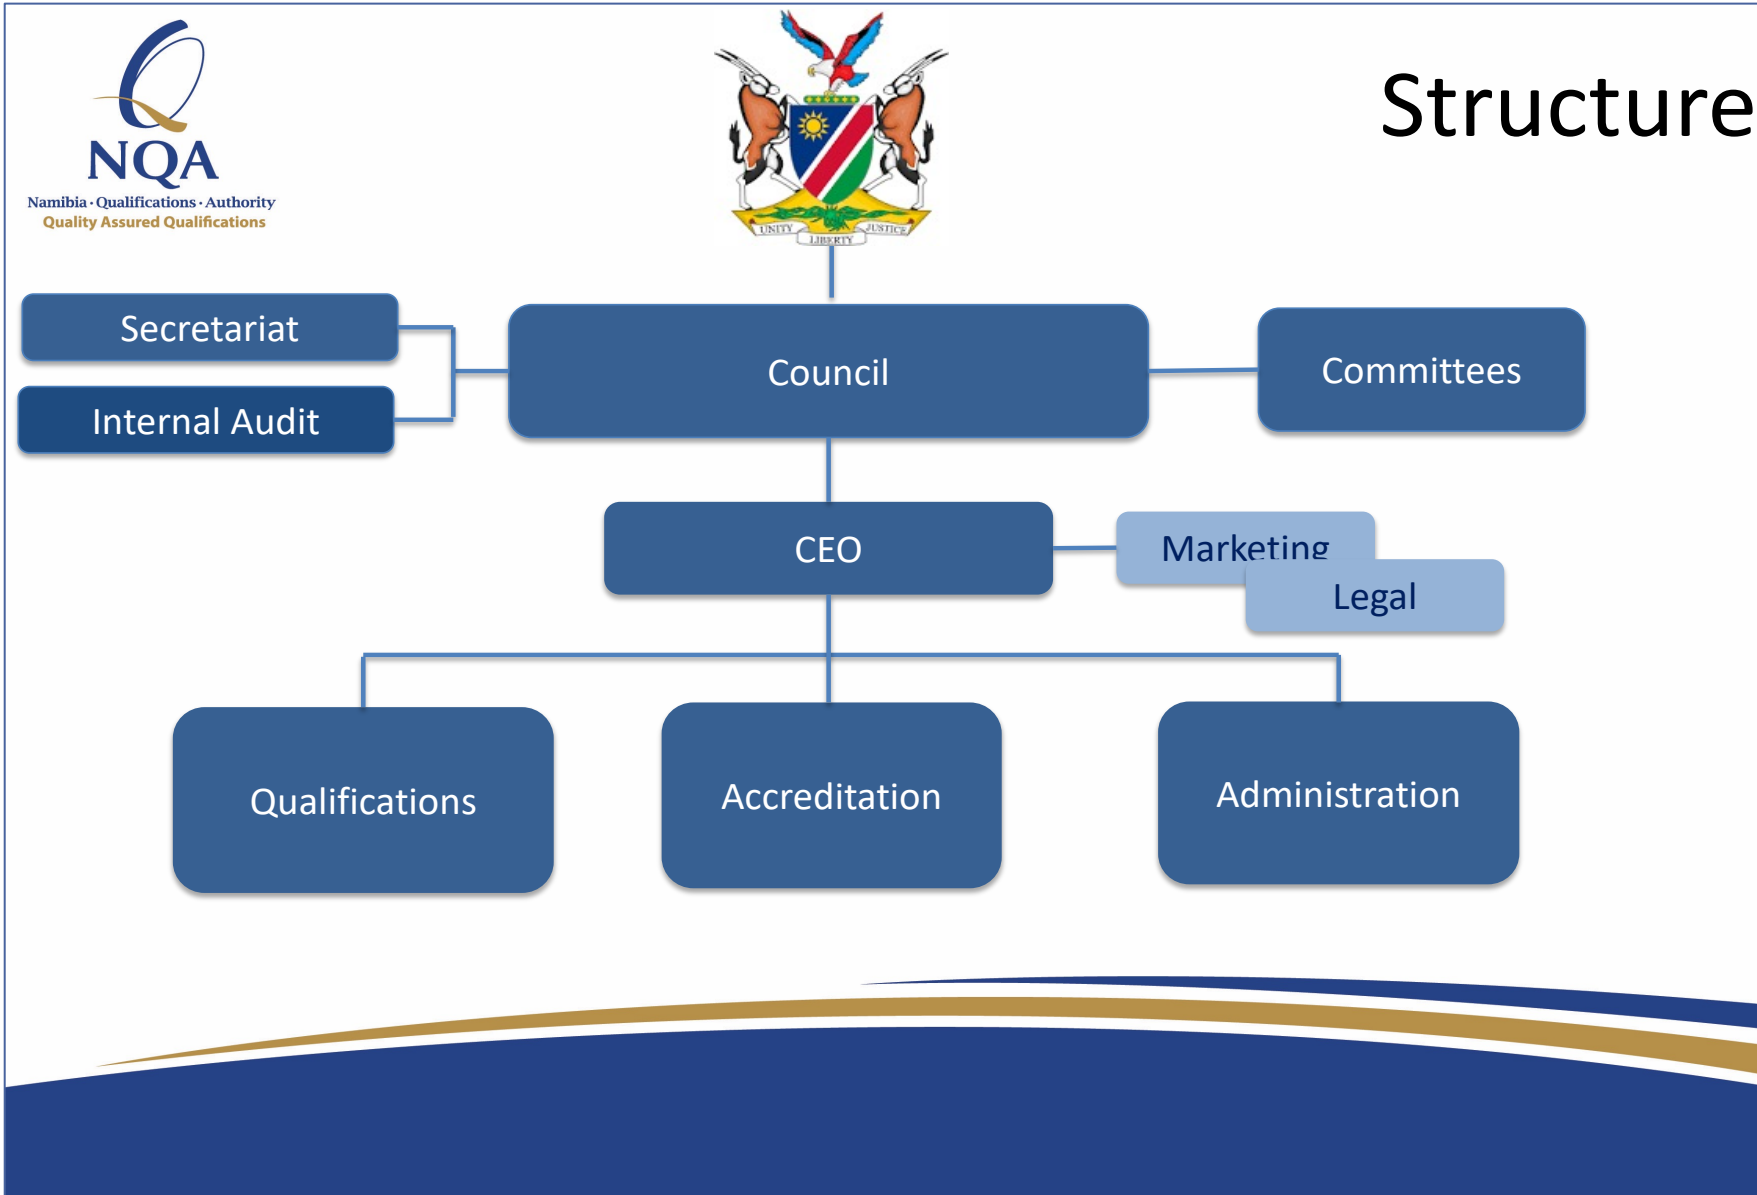 NQA
Namibia · Qualifications · Authority
Quality Assured Qualifications
UNITY
LIBERTY
JUSTICE
Structure
Secretariat
Internal Audit
Council
Committees
CEO
Marketing
Legal
Qualifications
Accreditation
Administration